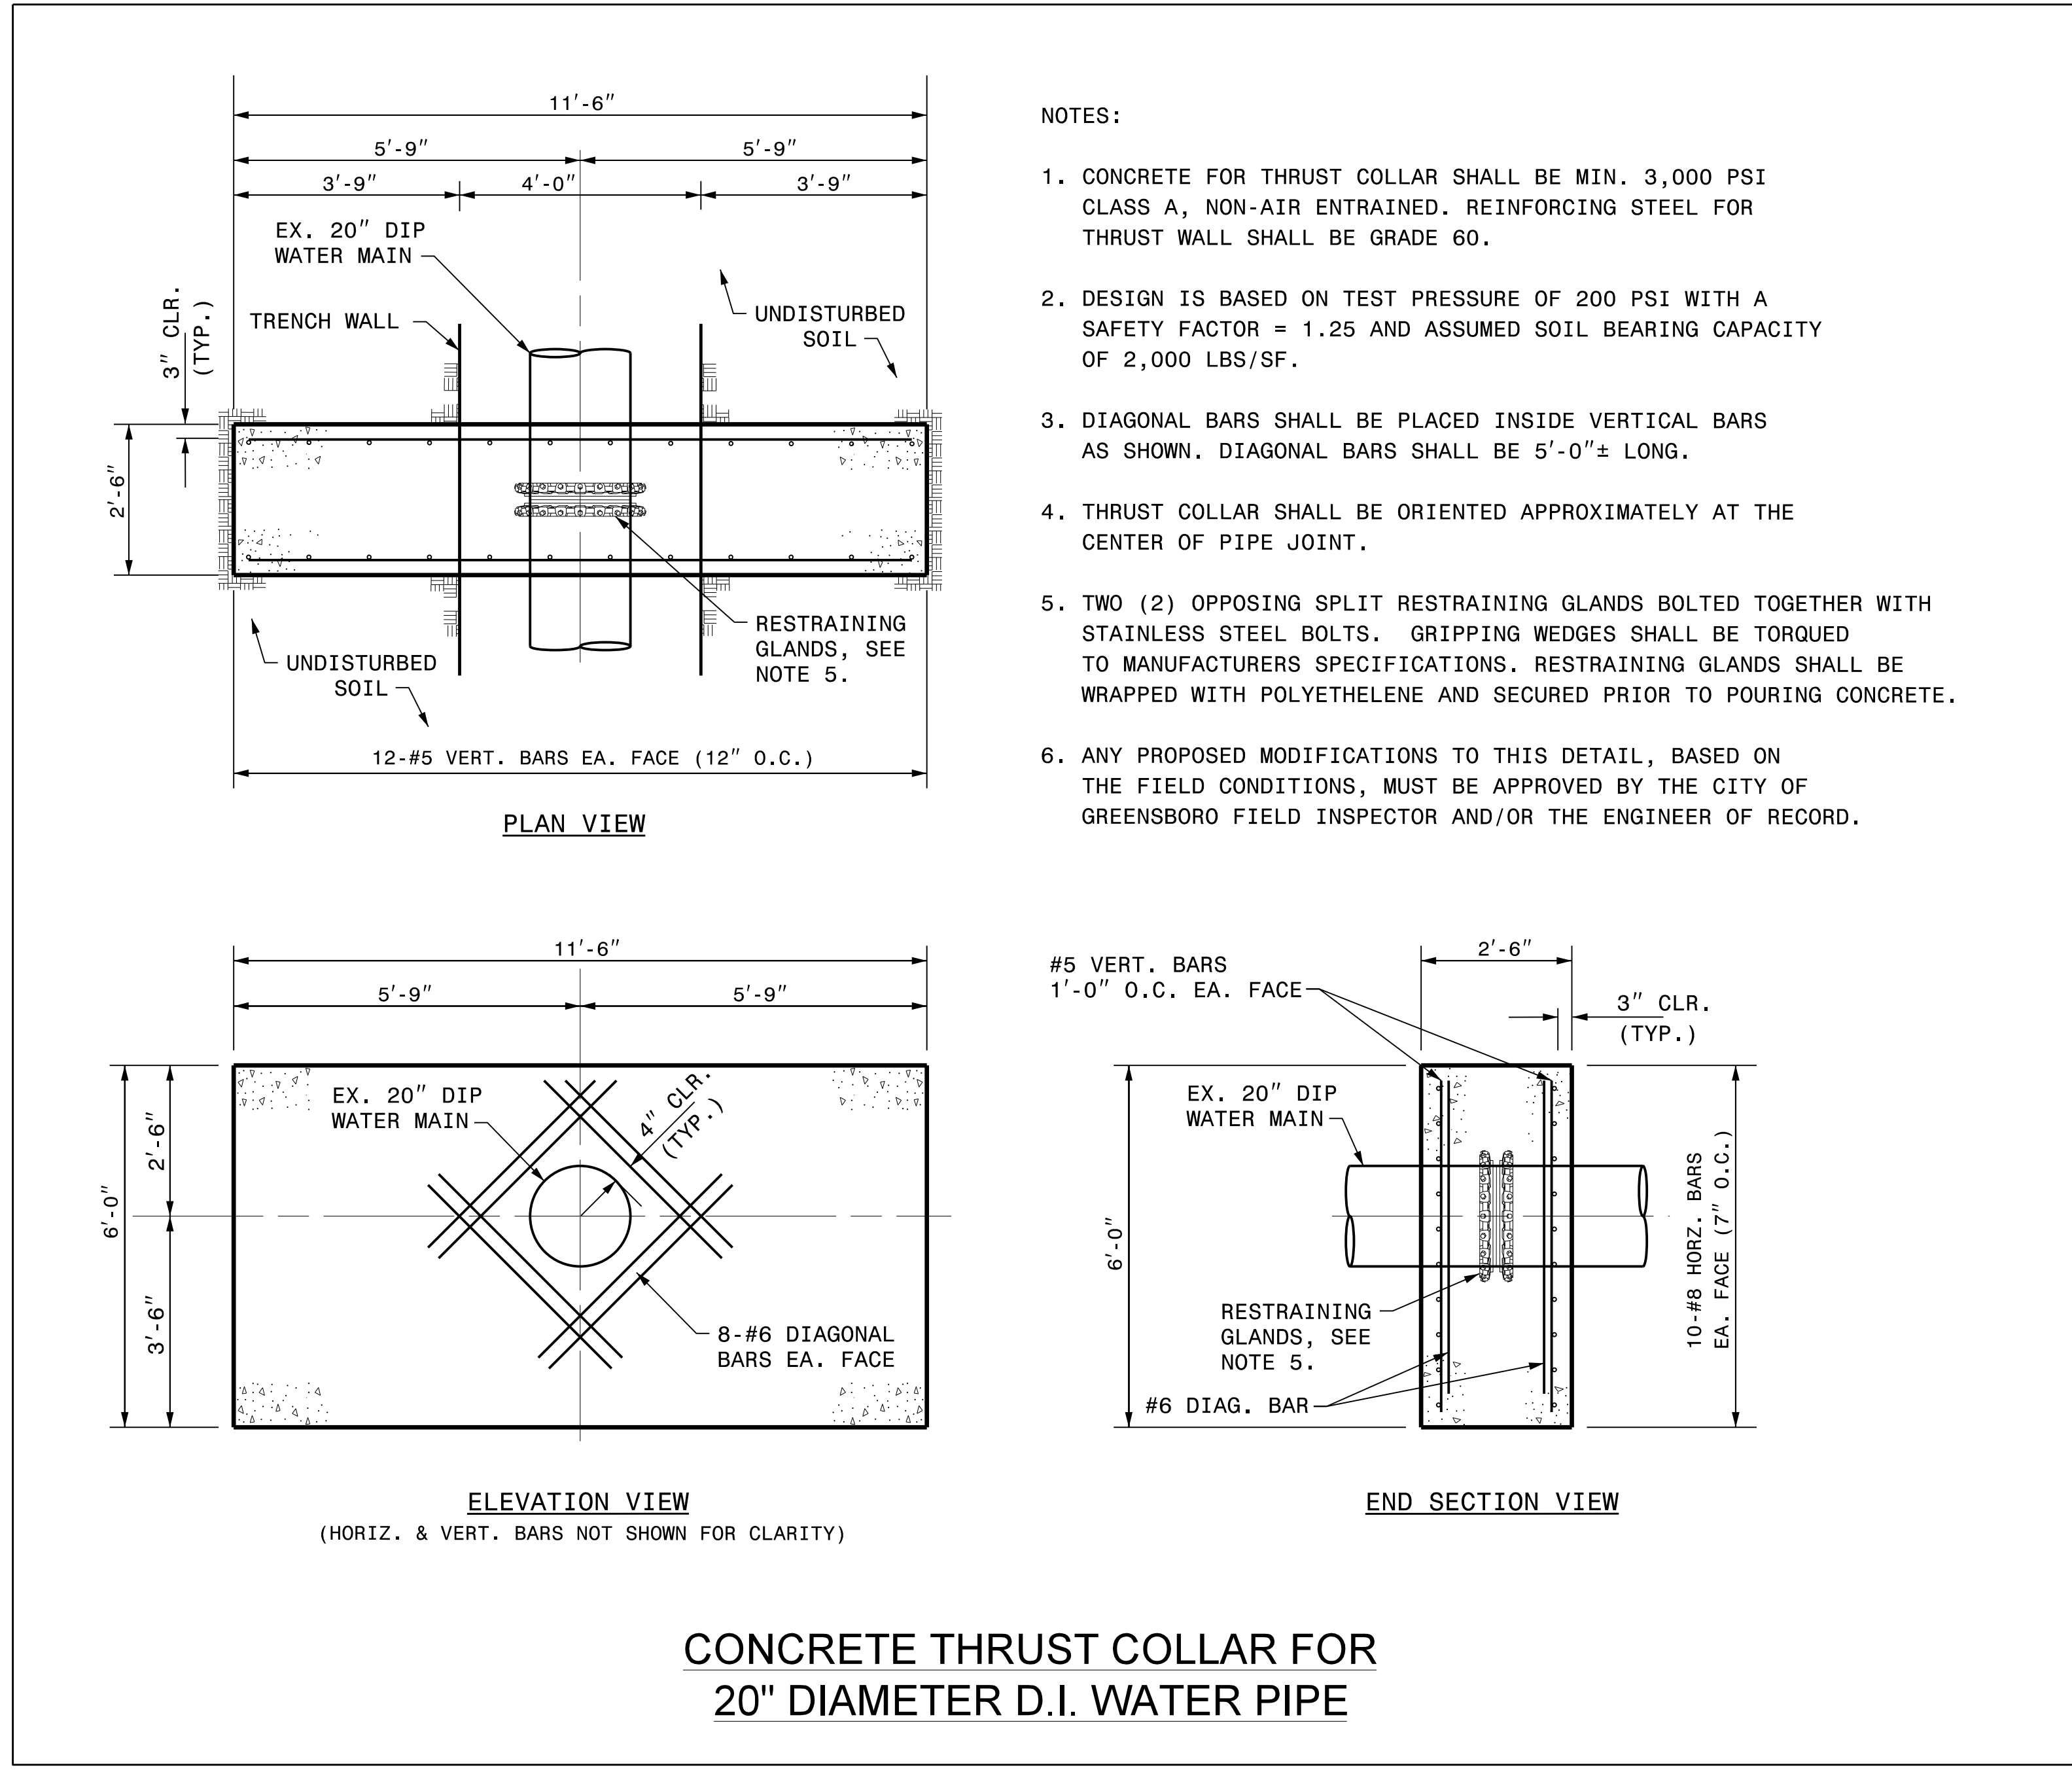 11'-6"
5'-9"
5'-9"
3'-9"
4'-0"
3'-9"
EX. 20" DIP
WATER MAIN
TRENCH WALL
UNDISTURBED
SOIL
3" CLR.
(TYP.)
2'-6"
RESTRAINING
GLANDS, SEE
NOTE 5.
UNDISTURBED
SOIL
12-#5 VERT. BARS EA. FACE (12" O.C.)
PLAN VIEW
NOTES:
1. CONCRETE FOR THRUST COLLAR SHALL BE MIN. 3,000 PSI
CLASS A, NON-AIR ENTRAINED. REINFORCING STEEL FOR
THRUST WALL SHALL BE GRADE 60.
2. DESIGN IS BASED ON TEST PRESSURE OF 200 PSI WITH A
SAFETY FACTOR = 1.25 AND ASSUMED SOIL BEARING CAPACITY
OF 2,000 LBS/SF.
3. DIAGONAL BARS SHALL BE PLACED INSIDE VERTICAL BARS
AS SHOWN. DIAGONAL BARS SHALL BE 5'-0"± LONG.
4. THRUST COLLAR SHALL BE ORIENTED APPROXIMATELY AT THE
CENTER OF PIPE JOINT.
5. TWO (2) OPPOSING SPLIT RESTRAINING GLANDS BOLTED TOGETHER WITH
STAINLESS STEEL BOLTS. GRIPPING WEDGES SHALL BE TORQUED
TO MANUFACTURERS SPECIFICATIONS. RESTRAINING GLANDS SHALL BE
WRAPPED WITH POLYETHELENE AND SECURED PRIOR TO POURING CONCRETE.
6. ANY PROPOSED MODIFICATIONS TO THIS DETAIL, BASED ON
THE FIELD CONDITIONS, MUST BE APPROVED BY THE CITY OF
GREENSBORO FIELD INSPECTOR AND/OR THE ENGINEER OF RECORD.
11'-6"
5'-9"
5'-9"
EX. 20" DIP
WATER MAIN
4" CLR.
(TYP.)
2'-6"
6'-0"
3'-6"
8-#6 DIAGONAL
BARS EA. FACE
ELEVATION VIEW
(HORIZ. & VERT. BARS NOT SHOWN FOR CLARITY)
2'-6"
#5 VERT. BARS
1'-0" O.C. EA. FACE
3" CLR.
(TYP.)
EX. 20" DIP
WATER MAIN
6'-0"
10-#8 HORZ. BARS
EA. FACE (7" O.C.)
RESTRAINING
GLANDS, SEE
NOTE 5.
#6 DIAG. BAR
END SECTION VIEW
CONCRETE THRUST COLLAR FOR
20" DIAMETER D.I. WATER PIPE